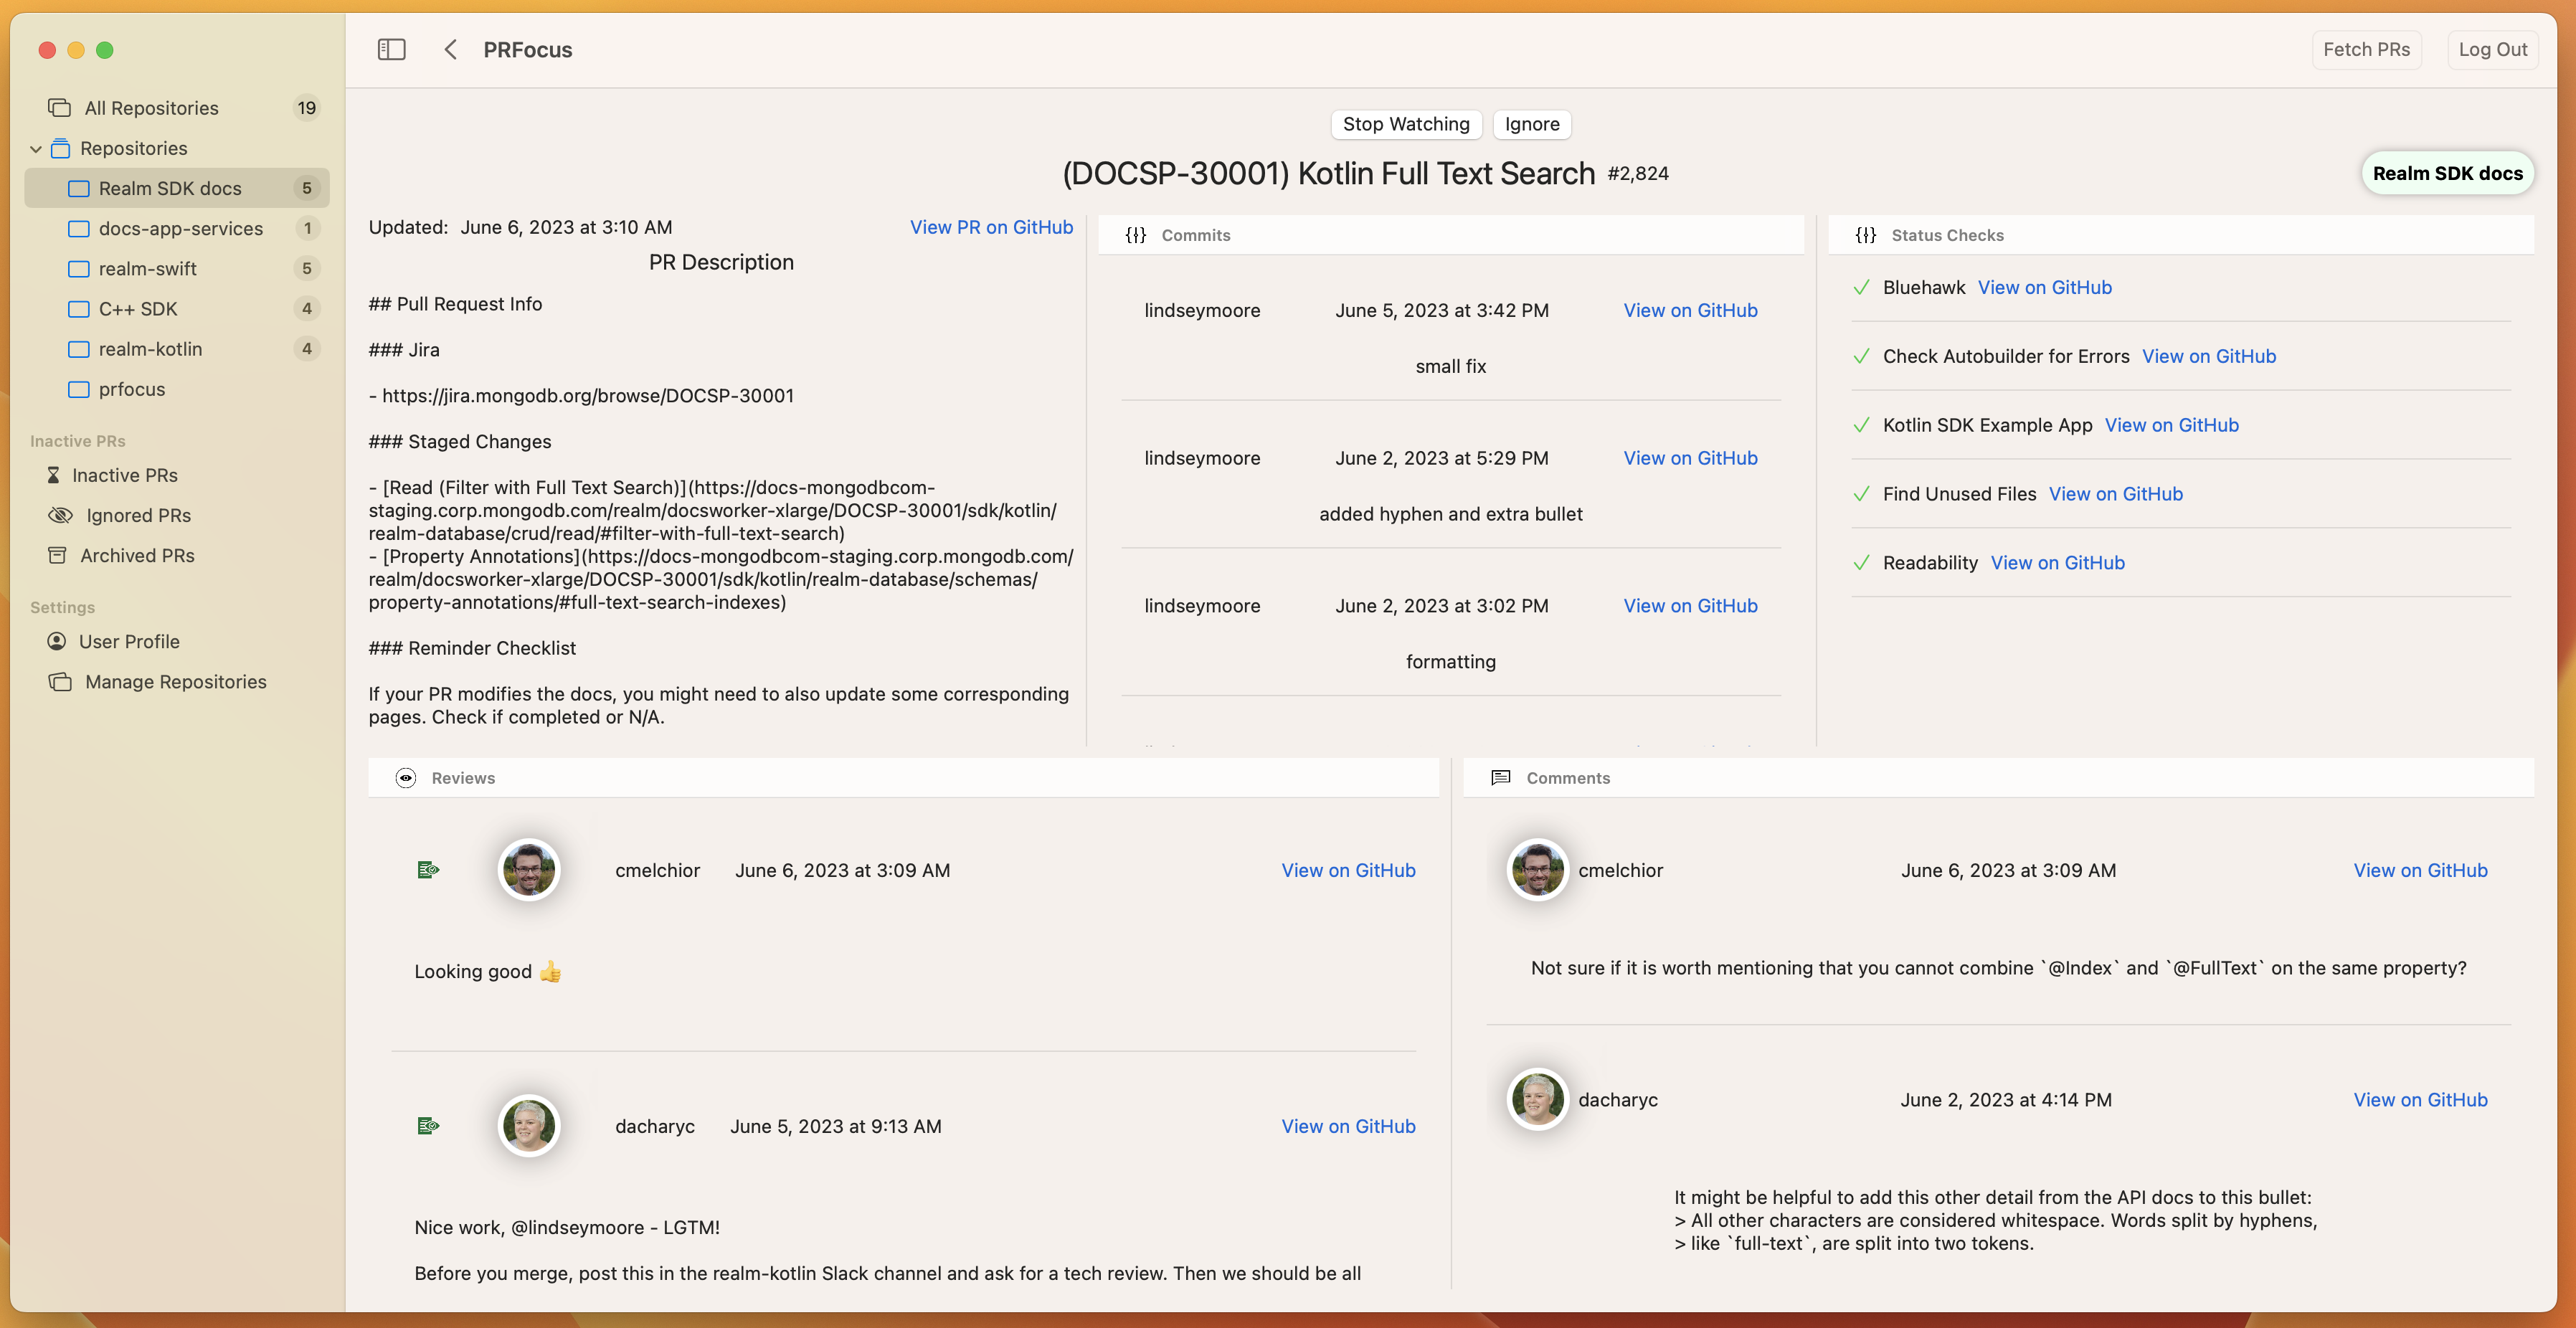 PRFocus
Fetch PRs
Log Out
All Repositories 19
Repositories
Realm SDK docs 5
docs-app-services 1
realm-swift 5
C++ SDK 4
realm-kotlin 4
prfocus
Inactive PRs
Inactive PRs
Ignored PRs
Archived PRs
Settings
User Profile
Manage Repositories
Stop Watching
Ignore
(DOCSP-30001) Kotlin Full Text Search #2,824
Realm SDK docs
Updated: June 6, 2023 at 3:10 AM
View PR on GitHub
PR Description
## Pull Request Info
### Jira
- https://jira.mongodb.org/browse/DOCSP-30001
### Staged Changes
- [Read (Filter with Full Text Search)](https://docs-mongodbcom-
staging.corp.mongodb.com/realm/docsworker-xlarge/DOCSP-30001/sdk/kotlin/
realm-database/crud/read/#filter-with-full-text-search)
- [Property Annotations](https://docs-mongodbcom-staging.corp.mongodb.com/
realm/docsworker-xlarge/DOCSP-30001/sdk/kotlin/realm-database/schemas/
property-annotations/#full-text-search-indexes)
### Reminder Checklist
If your PR modifies the docs, you might need to also update some corresponding
pages. Check if completed or N/A.
Commits
lindseymoore June 5, 2023 at 3:42 PM View on GitHub
small fix
lindseymoore June 2, 2023 at 5:29 PM View on GitHub
added hyphen and extra bullet
lindseymoore June 2, 2023 at 3:02 PM View on GitHub
formatting
Status Checks
Bluehawk View on GitHub
Check Autobuilder for Errors View on GitHub
Kotlin SDK Example App View on GitHub
Find Unused Files View on GitHub
Readability View on GitHub
Reviews
cmelchior June 6, 2023 at 3:09 AM View on GitHub
Looking good 👍
dacharyc June 5, 2023 at 9:13 AM View on GitHub
Nice work, @lindseymoore - LGTM!
Before you merge, post this in the realm-kotlin Slack channel and ask for a tech review. Then we should be all
Comments
cmelchior June 6, 2023 at 3:09 AM View on GitHub
Not sure if it is worth mentioning that you cannot combine `@Index` and `@FullText` on the same property?
dacharyc June 2, 2023 at 4:14 PM View on GitHub
It might be helpful to add this other detail from the API docs to this bullet:
> All other characters are considered whitespace. Words split by hyphens,
> like `full-text`, are split into two tokens.